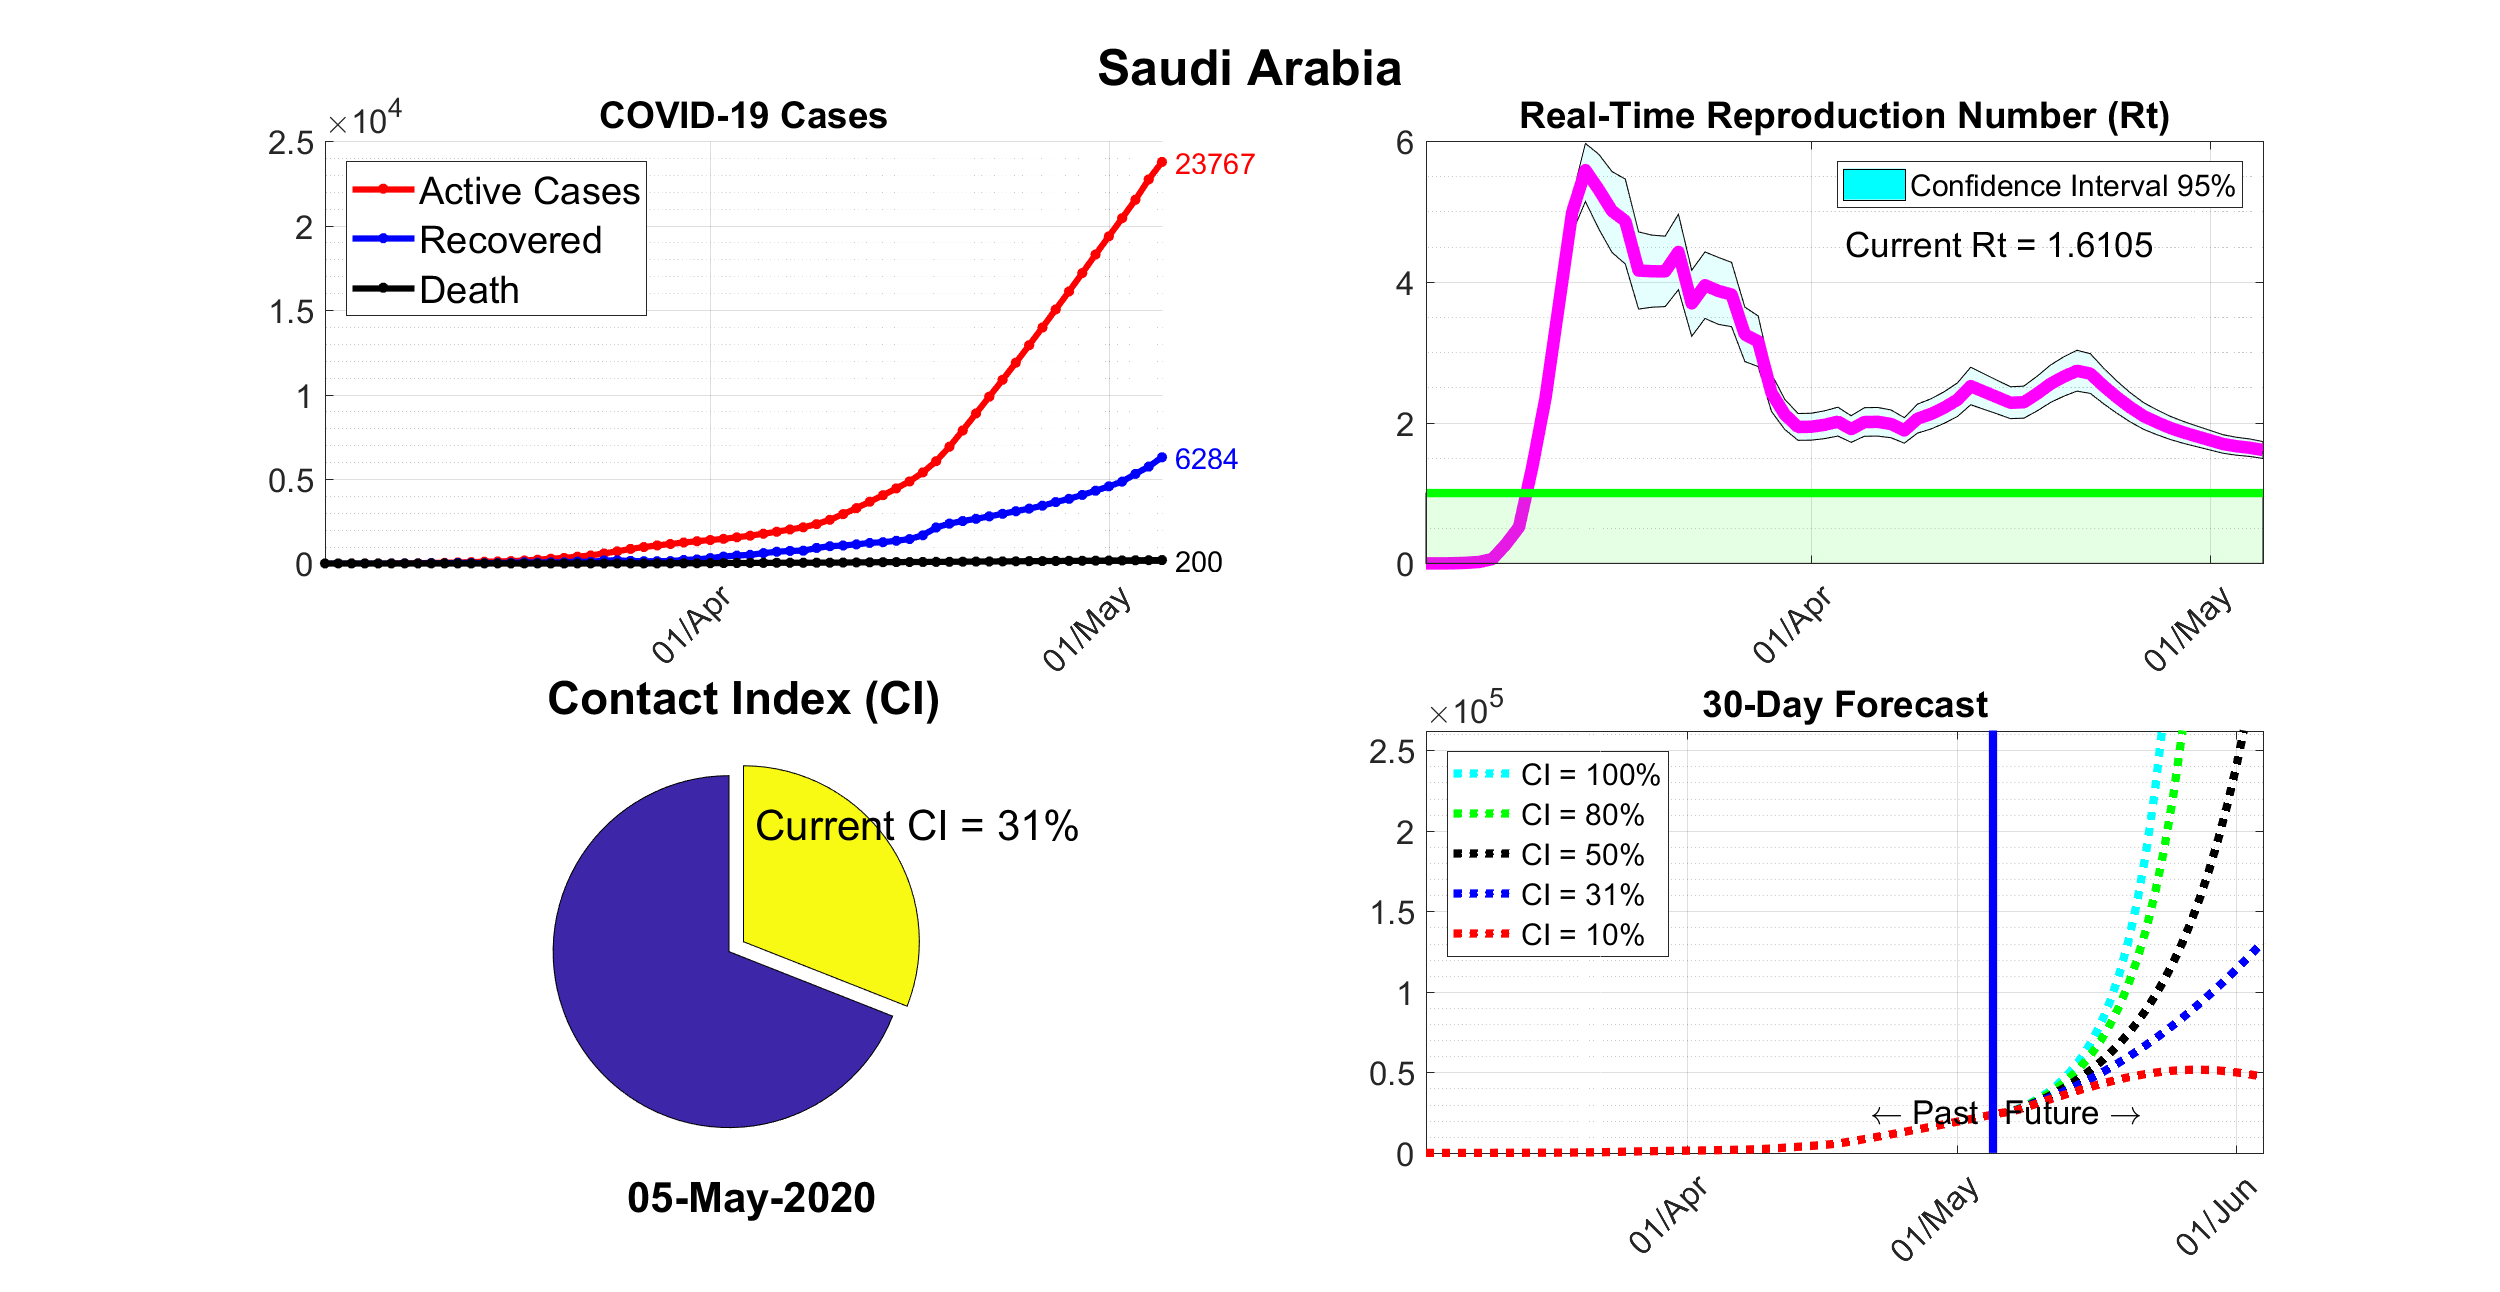 Saudi Arabia
COVID-19 Cases
×10^4
2.5
2
1.5
1
0.5
0
Active Cases
Recovered
Death
23767
6284
200
01/Apr
01/May
Real-Time Reproduction Number (Rt)
6
4
2
0
Confidence Interval 95%
Current Rt = 1.6105
01/Apr
01/May
Contact Index (CI)
Current CI = 31%
05-May-2020
30-Day Forecast
×10^5
2.5
2
1.5
1
0.5
0
CI = 100%
CI = 80%
CI = 50%
CI = 31%
CI = 10%
← Past
Future →
01/Apr
01/May
01/Jun